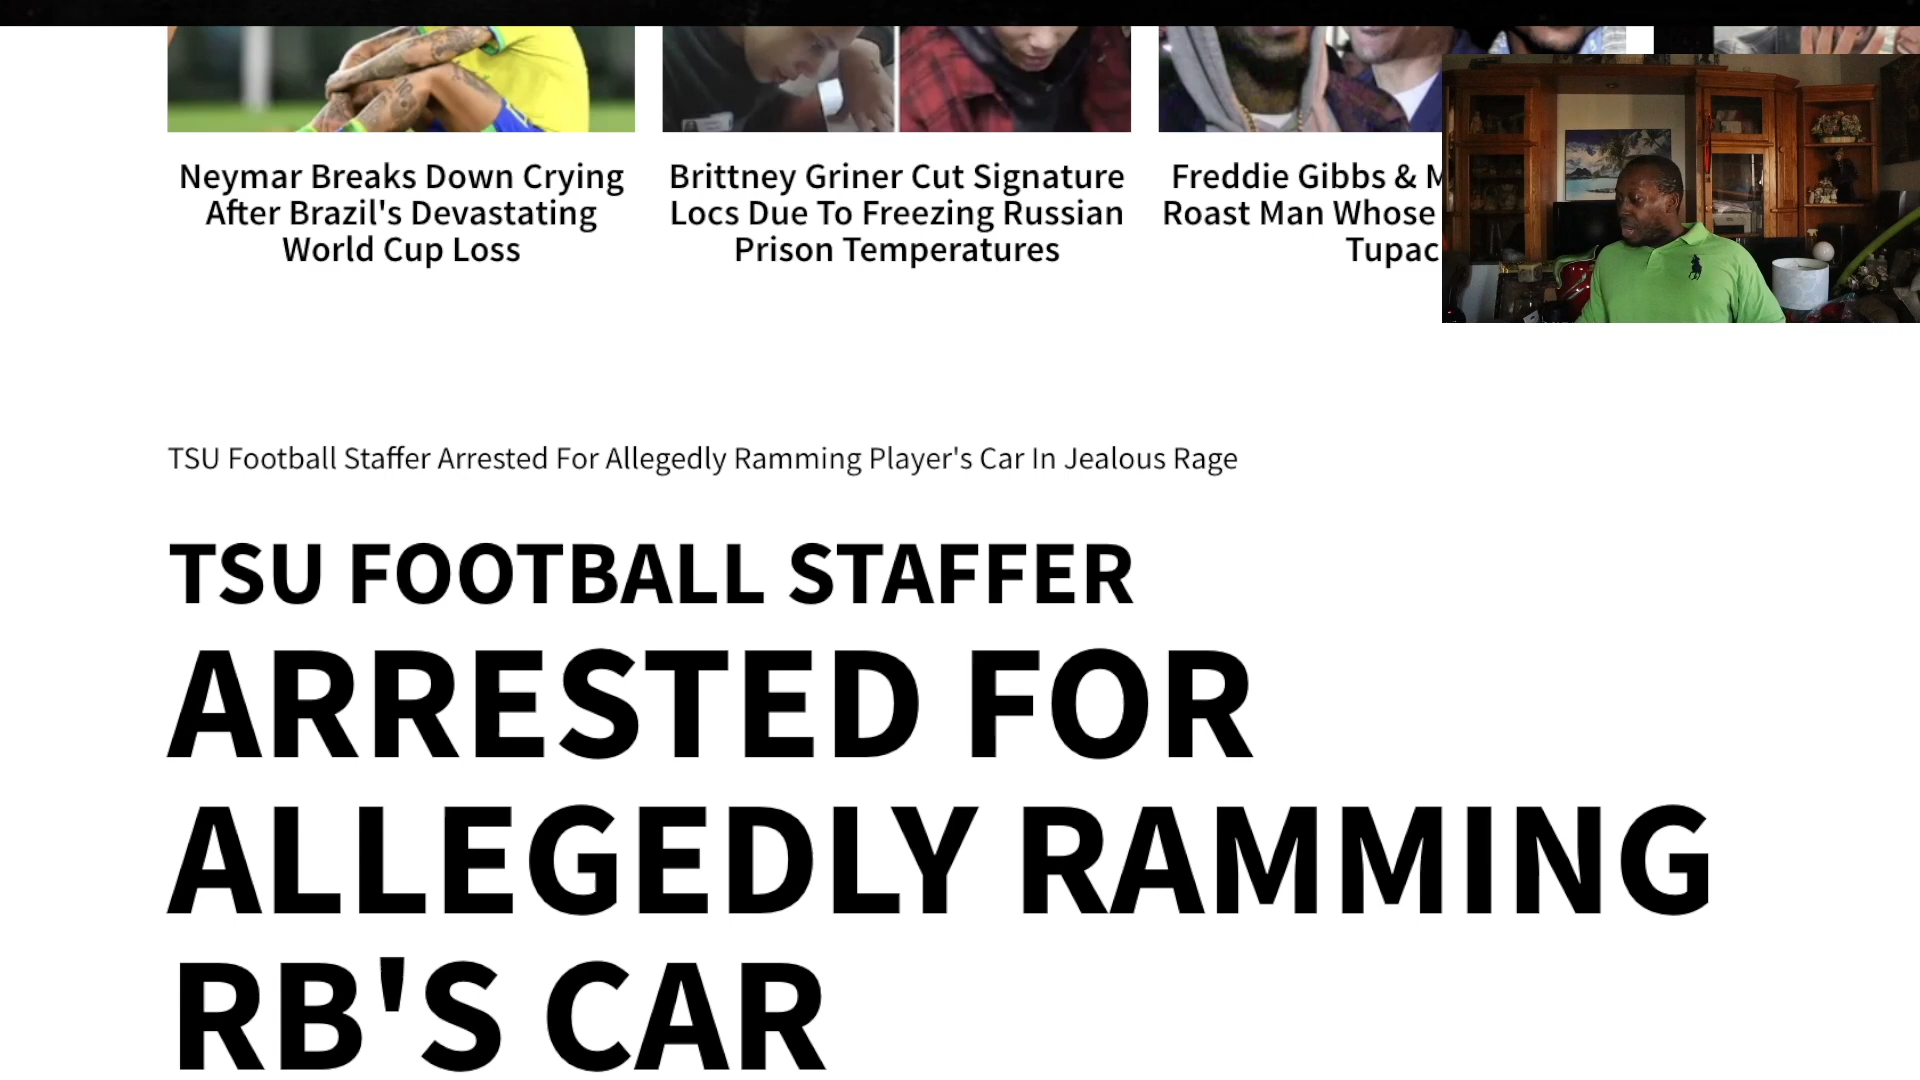 Neymar Breaks Down Crying
After Brazil's Devastating
World Cup Loss
Brittney Griner Cut Signature
Locs Due To Freezing Russian
Prison Temperatures
Freddie Gibbs &
Roast Man Whose
Tupac
TSU Football Staffer Arrested For Allegedly Ramming Player's Car In Jealous Rage
TSU FOOTBALL STAFFER
ARRESTED FOR
ALLEGEDLY RAMMING
RB'S CAR